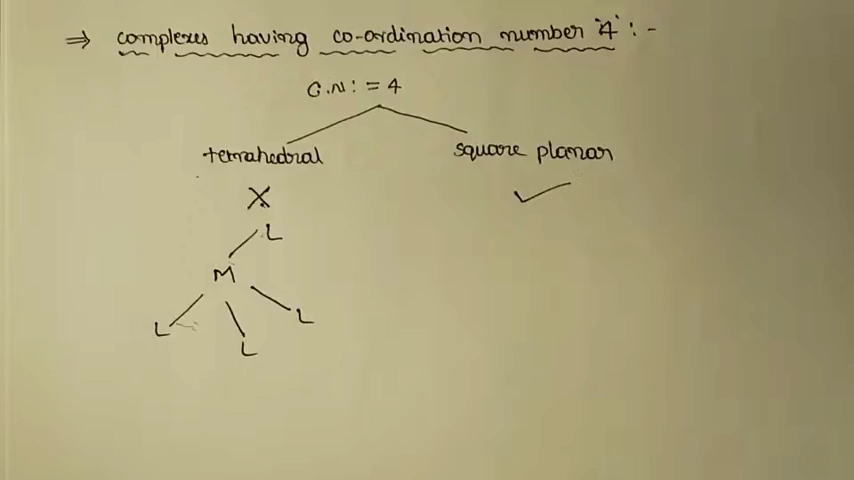 ⇒ complexes having co-ordination number '4' : -
C.N : = 4
tetrahedral square planar
X ✓
L
M
L L
L